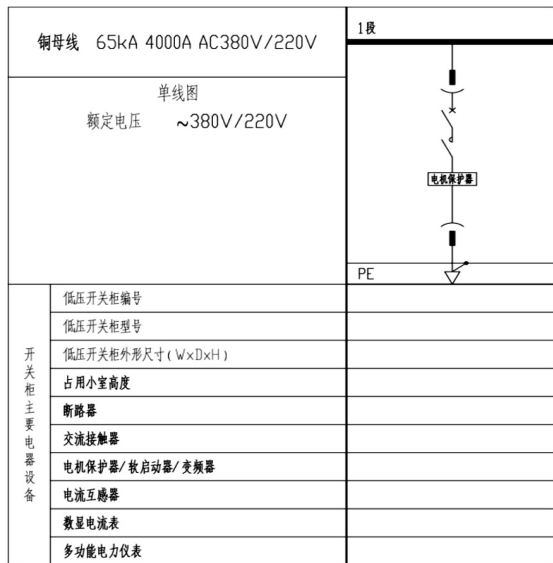 铜母线 65kA 4000A AC380V/220V
1段
单线图
额定电压 ~380V/220V
电机保护器
PE
开关柜主要电器设备
低压开关柜编号
低压开关柜型号
低压开关柜外形尺寸(W×D×H)
占用小室高度
断路器
交流接触器
电机保护器/软启动器/变频器
电流互感器
数显电流表
多功能电力仪表